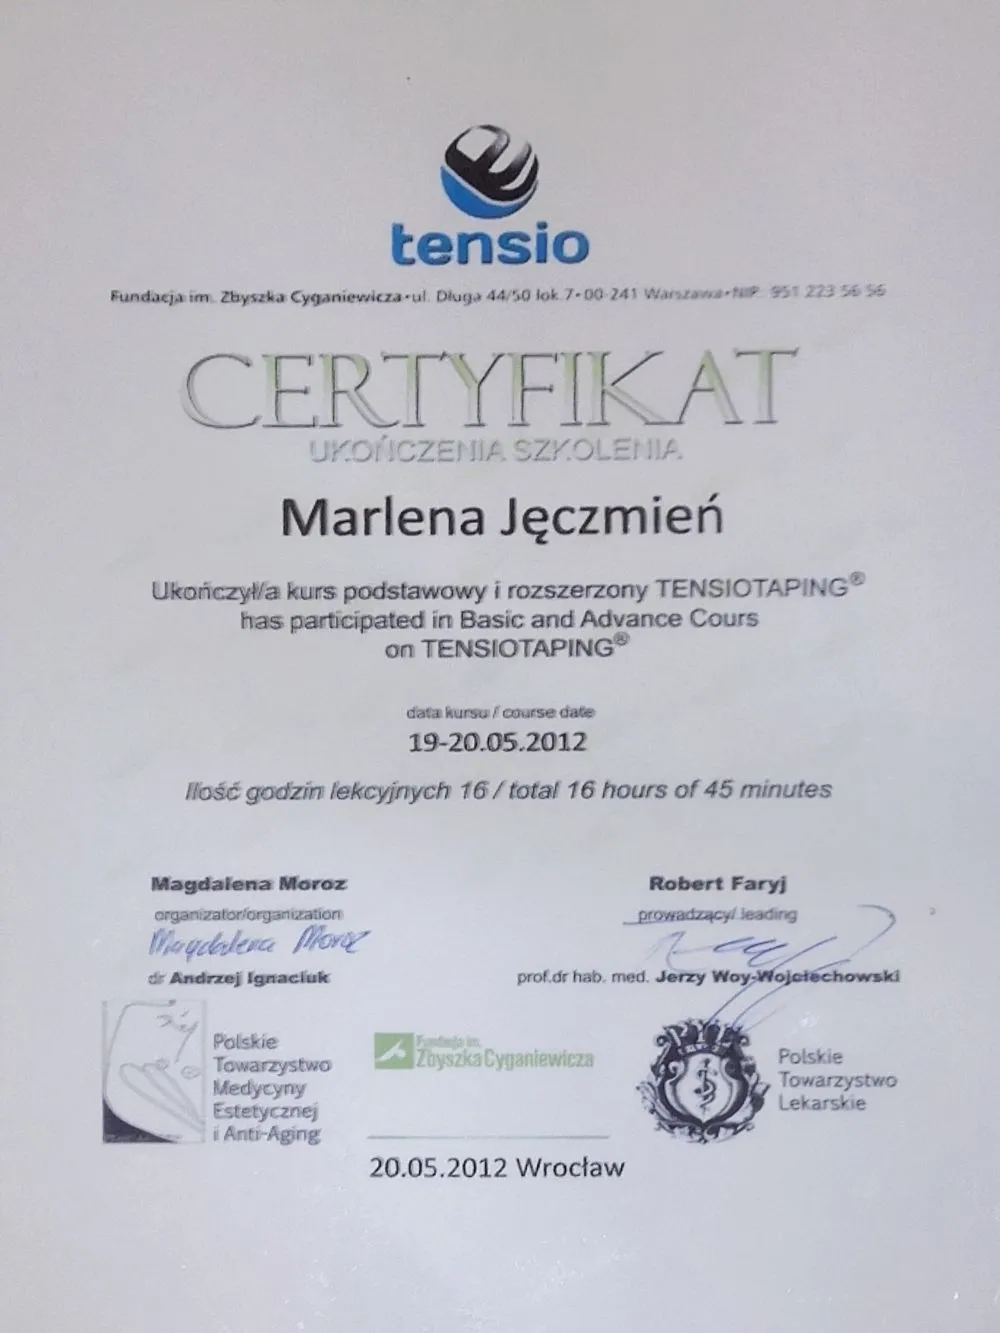 tensio
Fundacja im. Zbyszka Cyganiewicza•ul. Długa 44/50 lok.7•00-241 Warszawa•NIP: 951 223 56 56
CERTYFIKAT
UKOŃCZENIA SZKOLENIA
Marlena Jęczmień
Ukończył/a kurs podstawowy i rozszerzony TENSIOTAPING®
has participated in Basic and Advance Cours
on TENSIOTAPING®
data kursu / course date
19-20.05.2012
Ilość godzin lekcyjnych 16 / total 16 hours of 45 minutes
Magdalena Moroz
organizator/organization
Magdalena Moroz
dr Andrzej Ignaciuk
Robert Faryj
prowadzący/ leading
prof.dr hab. med. Jerzy Woy-Wojciechowski
Polskie
Towarzystwo
Medycyny
Estetycznej
i Anti-Aging
Fundacja im.
Zbyszka Cyganiewicza
Polskie
Towarzystwo
Lekarskie
20.05.2012 Wrocław